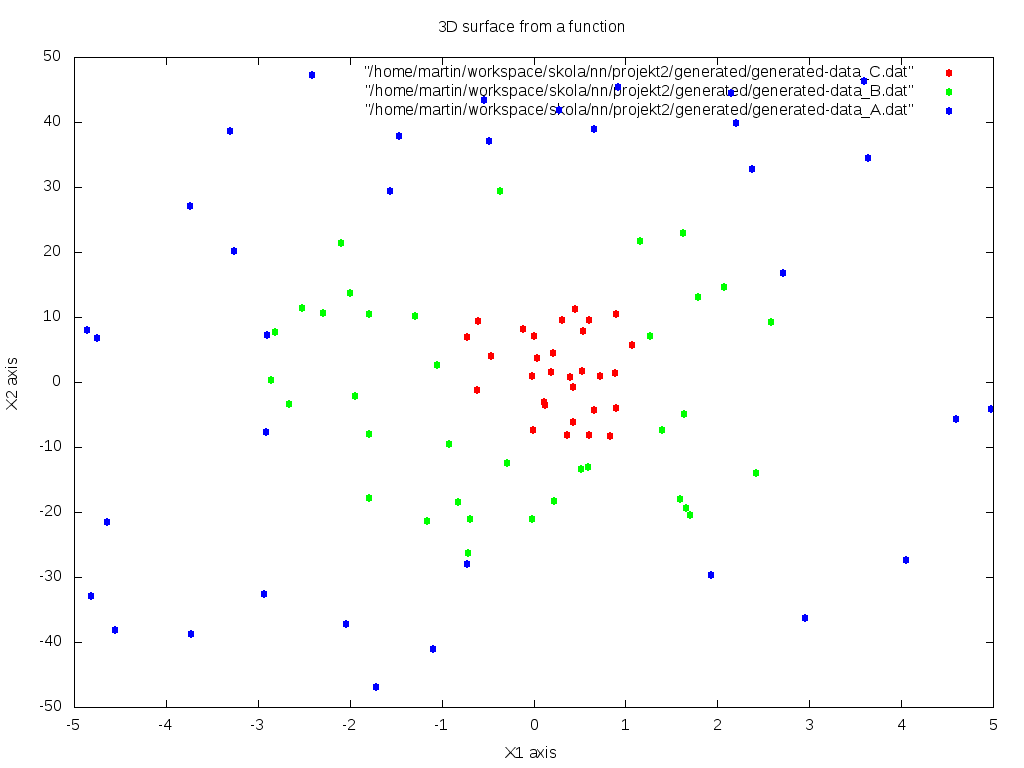 3D surface from a function
"/home/martin/workspace/skola/nn/projekt2/generated/generated-data_C.dat"
"/home/martin/workspace/skola/nn/projekt2/generated/generated-data_B.dat"
"/home/martin/workspace/skola/nn/projekt2/generated/generated-data_A.dat"
50
40
30
20
10
0
-10
-20
-30
-40
-50
X2 axis
-5 -4 -3 -2 -1 0 1 2 3 4 5
X1 axis